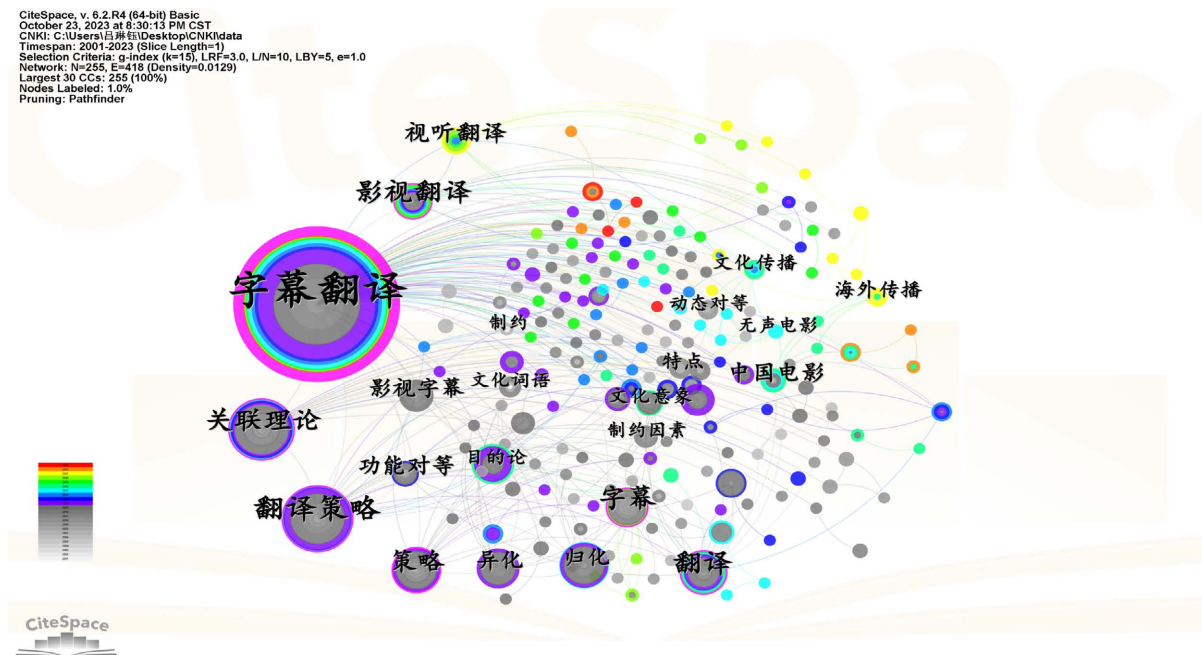 CiteSpace, v. 6.2.R4 (64-bit) Basic
October 23, 2023 at 8:30:13 PM CST
CNKI: C:\Users\吕琳钰\Desktop\CNKI\data
Timespan: 2001-2023 (Slice Length=1)
Selection Criteria: g-index (k=15), LRF=3.0, L/N=10, LBY=5, e=1.0
Network: N=255, E=418 (Density=0.0129)
Largest 30 CCs: 255 (100%)
Nodes Labeled: 1.0%
Pruning: Pathfinder
CiteSpace
视听翻译
影视翻译
字幕翻译
文化传播
海外传播
动态对等
制约
无声电影
特点
中国电影
影视字幕
文化词语
文化意象
关联理论
制约因素
功能对等
目的论
翻译策略
字幕
策略
异化
归化
翻译
CiteSpace